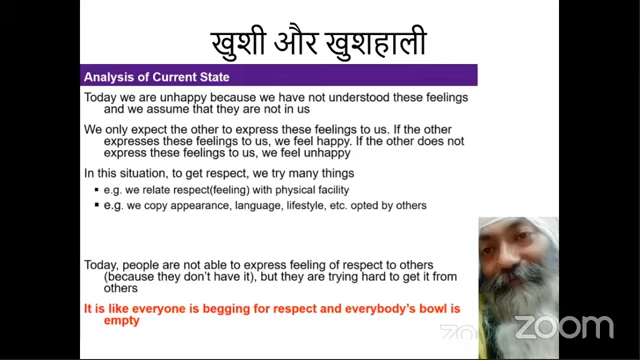 खुशी और खुशहाली
Analysis of Current State
Today we are unhappy because we have not understood these feelings
and we assume that they are not in us
We only expect the other to express these feelings to us. If the other
expresses these feelings to us, we feel happy. If the other does not
express these feelings to us, we feel unhappy
In this situation, to get respect, we try many things
▪ e.g. we relate respect(feeling) with physical facility
▪ e.g. we copy appearance, language, lifestyle, etc. opted by others
Today, people are not able to express feeling of respect to others
(because they don't have it), but they are trying hard to get it from
others
It is like everyone is begging for respect and everybody's bowl is
empty
zoom